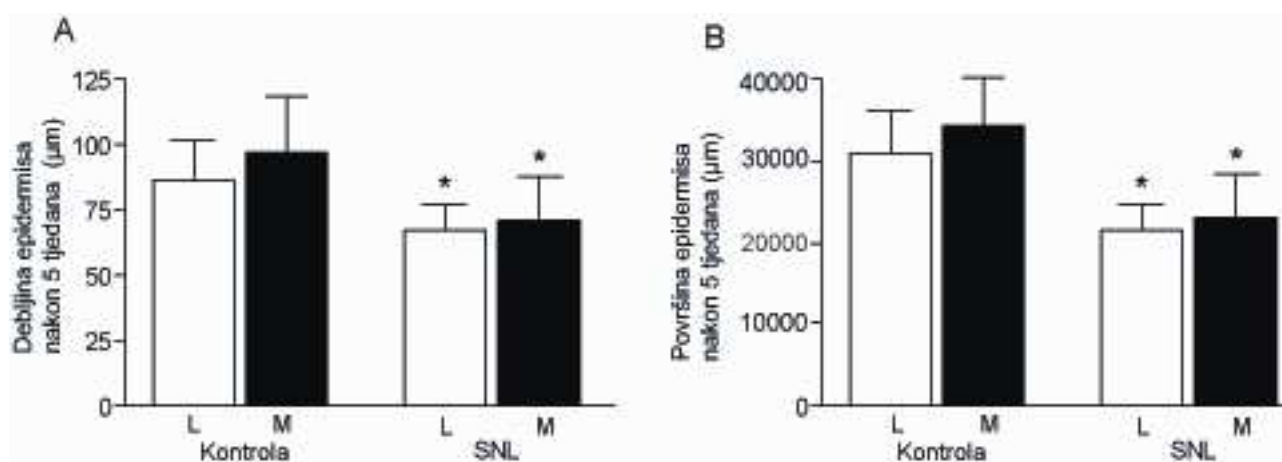 A
Debljina epidermisa
nakon 5 tjedana (µm)
125
100
75
50
25
0
*
*
L
M
L
M
Kontrola
SNL
B
Površina epidermisa
nakon 5 tjedana (µm)
40000
30000
20000
10000
0
*
*
L
M
L
M
Kontrola
SNL